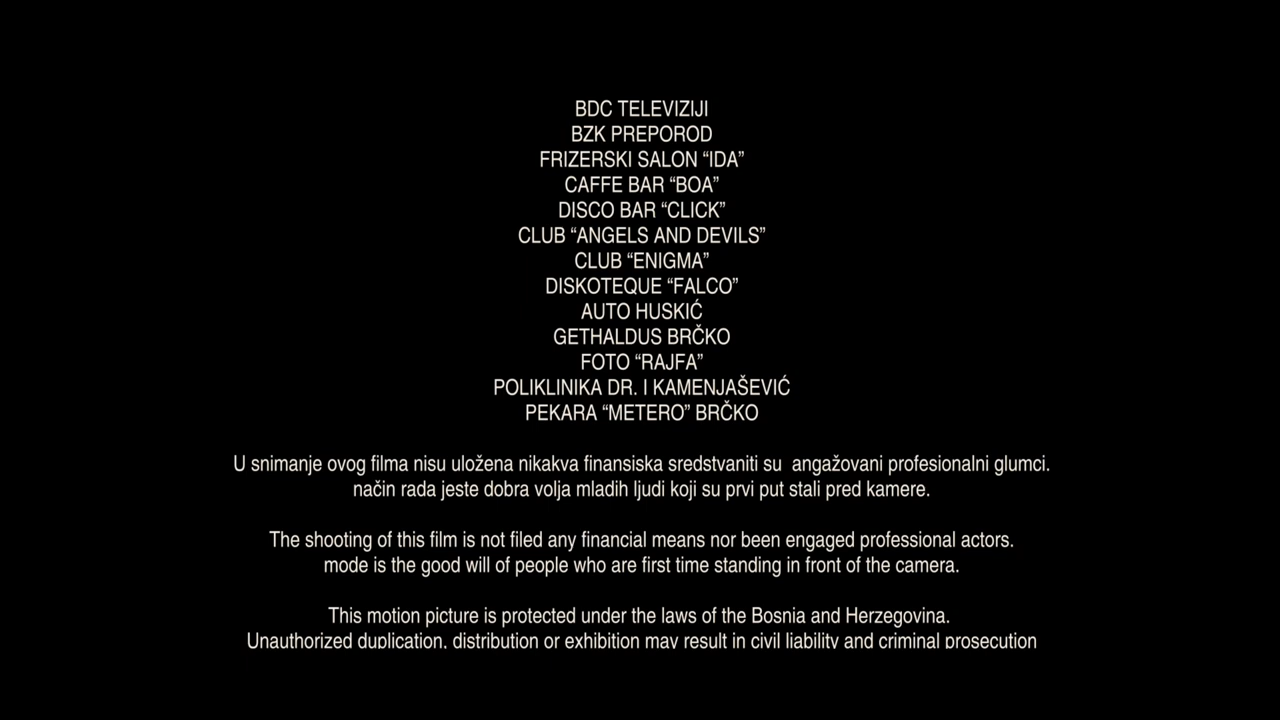 BDC TELEVIZIJI
BZK PREPOROD
FRIZERSKI SALON “IDA”
CAFFE BAR “BOA”
DISCO BAR “CLICK”
CLUB “ANGELS AND DEVILS”
CLUB “ENIGMA”
DISKOTEQUE “FALCO”
AUTO HUSKIĆ
GETHALDUS BRČKO
FOTO “RAJFA”
POLIKLINIKA DR. I KAMENJAŠEVIĆ
PEKARA “METERO” BRČKO
U snimanje ovog filma nisu uložena nikakva finansiska sredstvaniti su  angažovani profesionalni glumci.
način rada jeste dobra volja mladih ljudi koji su prvi put stali pred kamere.
The shooting of this film is not filed any financial means nor been engaged professional actors.
mode is the good will of people who are first time standing in front of the camera.
This motion picture is protected under the laws of the Bosnia and Herzegovina.
Unauthorized duplication, distribution or exhibition may result in civil liability and criminal prosecution